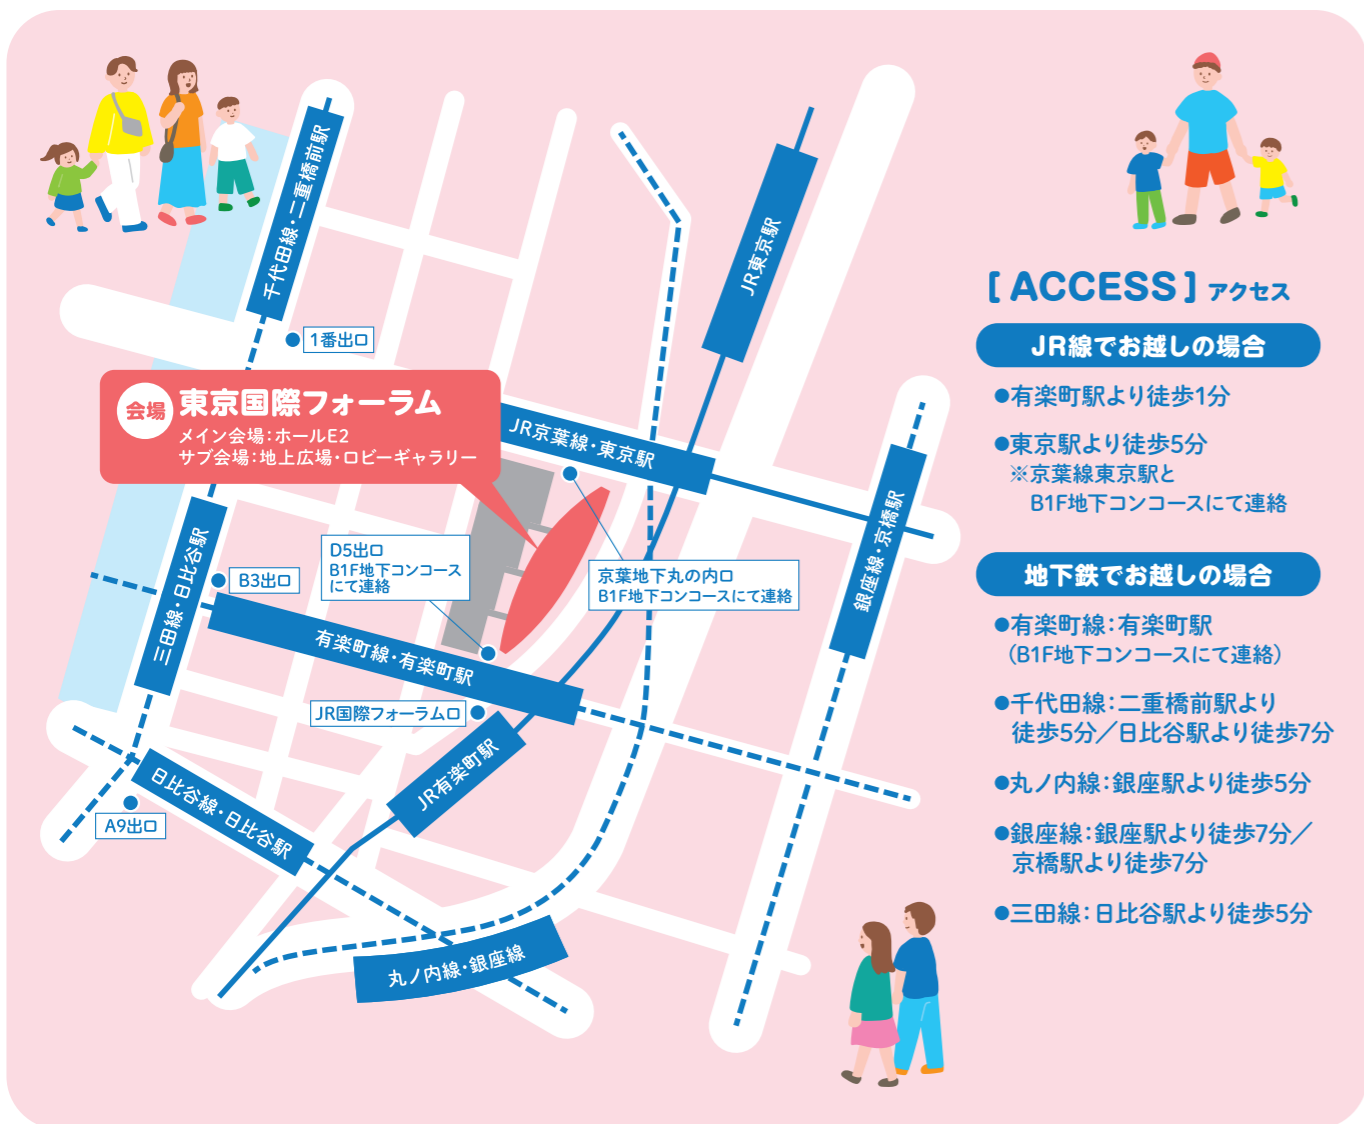 千代田線・二重橋前駅
JR東京駅
1番出口
会場
東京国際フォーラム
メイン会場：ホールE2
サブ会場：地上広場・ロビーギャラリー
JR京葉線・東京駅
銀座線・京橋駅
三田線・日比谷駅
B3出口
D5出口
B1F地下コンコース
にて連絡
京葉地下丸の内口
B1F地下コンコースにて連絡
有楽町線・有楽町駅
JR国際フォーラム口
JR有楽町駅
日比谷線・日比谷駅
A9出口
丸ノ内線・銀座線
[ ACCESS ] アクセス
JR線でお越しの場合
●有楽町駅より徒歩1分
●東京駅より徒歩5分
※京葉線東京駅と
B1F地下コンコースにて連絡
地下鉄でお越しの場合
●有楽町線：有楽町駅
（B1F地下コンコースにて連絡）
●千代田線：二重橋前駅より
徒歩5分／日比谷駅より徒歩7分
●丸ノ内線：銀座駅より徒歩5分
●銀座線：銀座駅より徒歩7分／
京橋駅より徒歩7分
●三田線：日比谷駅より徒歩5分